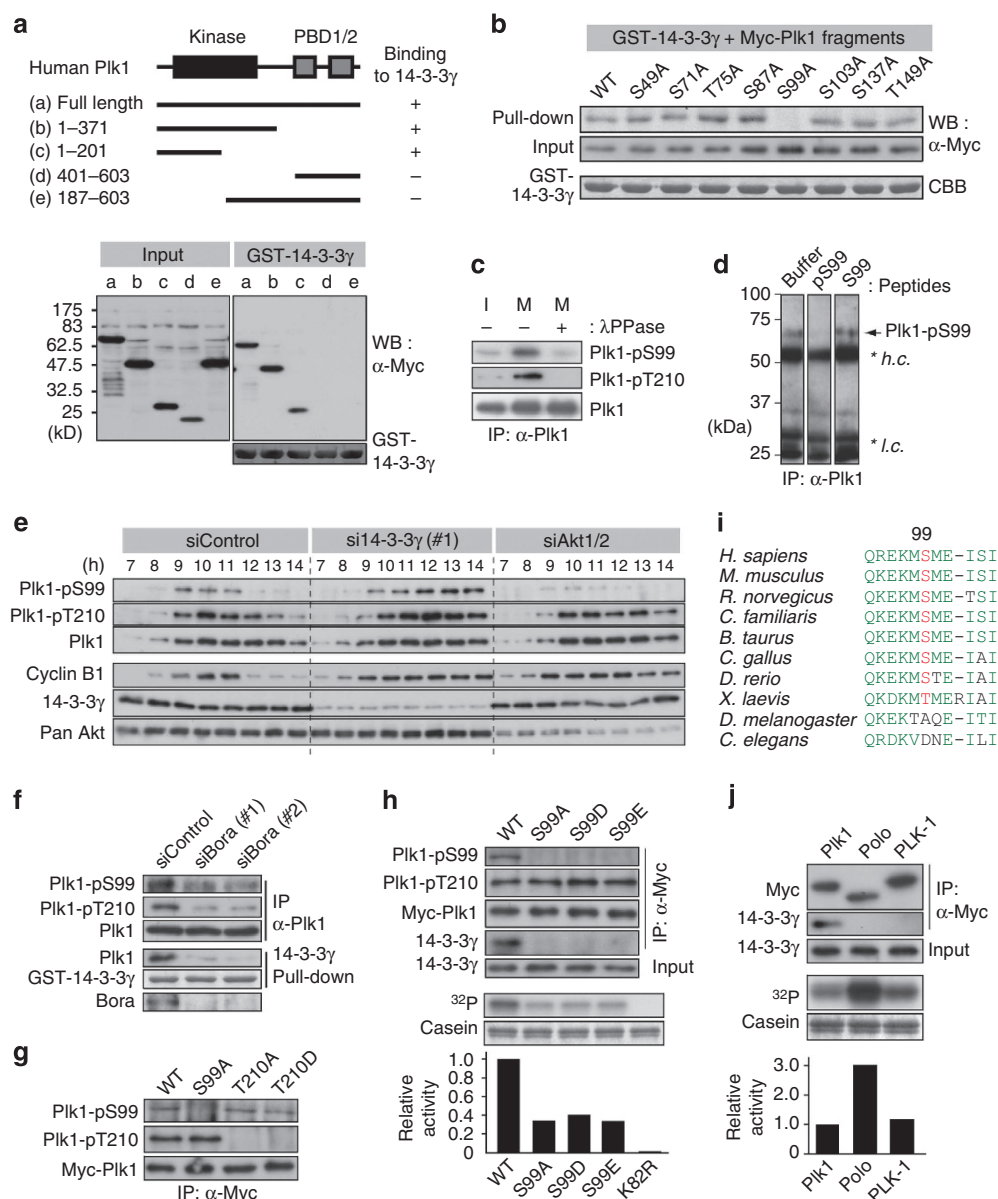 a
Kinase PBD1/2 Binding to 14-3-3γ
Human Plk1
(a) Full length +
(b) 1–371 +
(c) 1–201 +
(d) 401–603 –
(e) 187–603 –
Input GST-14-3-3γ
a b c d e a b c d e
175
83
62.5
47.5
32.5
25
(kD)
WB :
α-Myc
GST-
14-3-3γ
b
GST-14-3-3γ + Myc-Plk1 fragments
WT S49A S71A T75A S87A S99A S103A S137A T149A
Pull-down
Input
WB :
α-Myc
GST-
14-3-3γ
CBB
c
I M M
– – + : λPPase
Plk1-pS99
Plk1-pT210
Plk1
IP: α-Plk1
d
Buffer pS99 S99 : Peptides
100
75
50
37
(kDa)
25
Plk1-pS99
* h.c.
* l.c.
IP: α-Plk1
e
siControl si14-3-3γ (#1) siAkt1/2
(h) 7 8 9 10 11 12 13 14 7 8 9 10 11 12 13 14 7 8 9 10 11 12 13 14
Plk1-pS99
Plk1-pT210
Plk1
Cyclin B1
14-3-3γ
Pan Akt
i
99
H. sapiens QREKMSME-ISI
M. musculus QKEKMSME-ISI
R. norvegicus QKEKMSME-TSI
C. familiaris QKEKMSME-ISI
B. taurus QKEKMSME-ISI
C. gallus QKEKMSME-IAI
D. rerio QKEKMSTE-IAI
X. laevis QKDKMTMERIAI
D. melanogaster QKEKTAQE-ITI
C. elegans QRDKVDNE-ILI
f
siControl siBora (#1) siBora (#2)
Plk1-pS99
Plk1-pT210
Plk1
IP
α-Plk1
Plk1
GST-14-3-3γ
14-3-3γ
Pull-down
Bora
g
WT S99A T210A T210D
Plk1-pS99
Plk1-pT210
Myc-Plk1
IP: α-Myc
h
WT S99A S99D S99E
Plk1-pS99
Plk1-pT210
Myc-Plk1
14-3-3γ
IP: α-Myc
14-3-3γ Input
32P
Casein
Relative activity
1.0
0.8
0.6
0.4
0.2
0
WT S99A S99D S99E K82R
j
Plk1 Polo PLK-1
Myc
14-3-3γ
IP:
α-Myc
14-3-3γ Input
32P
Casein
Relative activity
3.0
2.0
1.0
0
Plk1 Polo PLK-1